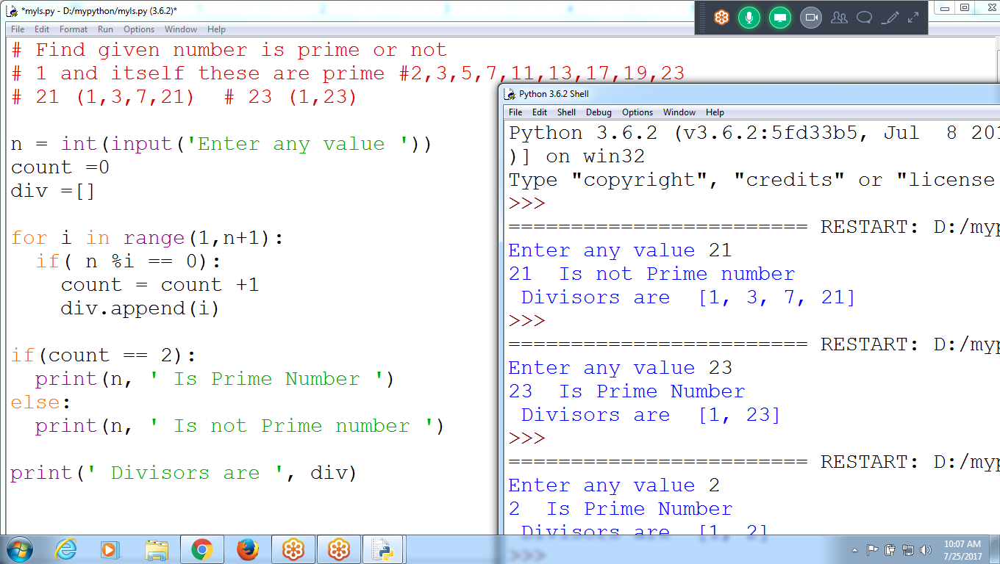 *myls.py - D:/mypython/myls.py (3.6.2)*
File Edit Format Run Options Window Help
# Find given number is prime or not
# 1 and itself these are prime #2,3,5,7,11,13,17,19,23
# 21 (1,3,7,21)  # 23 (1,23)
n = int(input('Enter any value '))
count =0
div =[]
for i in range(1,n+1):
  if( n %i == 0):
    count = count +1
    div.append(i)
if(count == 2):
  print(n, ' Is Prime Number ')
else:
  print(n, ' Is not Prime number ')
print(' Divisors are ', div)
Python 3.6.2 Shell
File Edit Shell Debug Options Window Help
Python 3.6.2 (v3.6.2:5fd33b5, Jul  8 201
)] on win32
Type "copyright", "credits" or "license
>>>
======================== RESTART: D:/myp
Enter any value 21
21  Is not Prime number
 Divisors are  [1, 3, 7, 21]
>>>
======================== RESTART: D:/myp
Enter any value 23
23  Is Prime Number
 Divisors are  [1, 23]
>>>
======================== RESTART: D:/myp
Enter any value 2
2  Is Prime Number
 Divisors are  [1, 2]
>>>
10:07 AM
7/25/2017